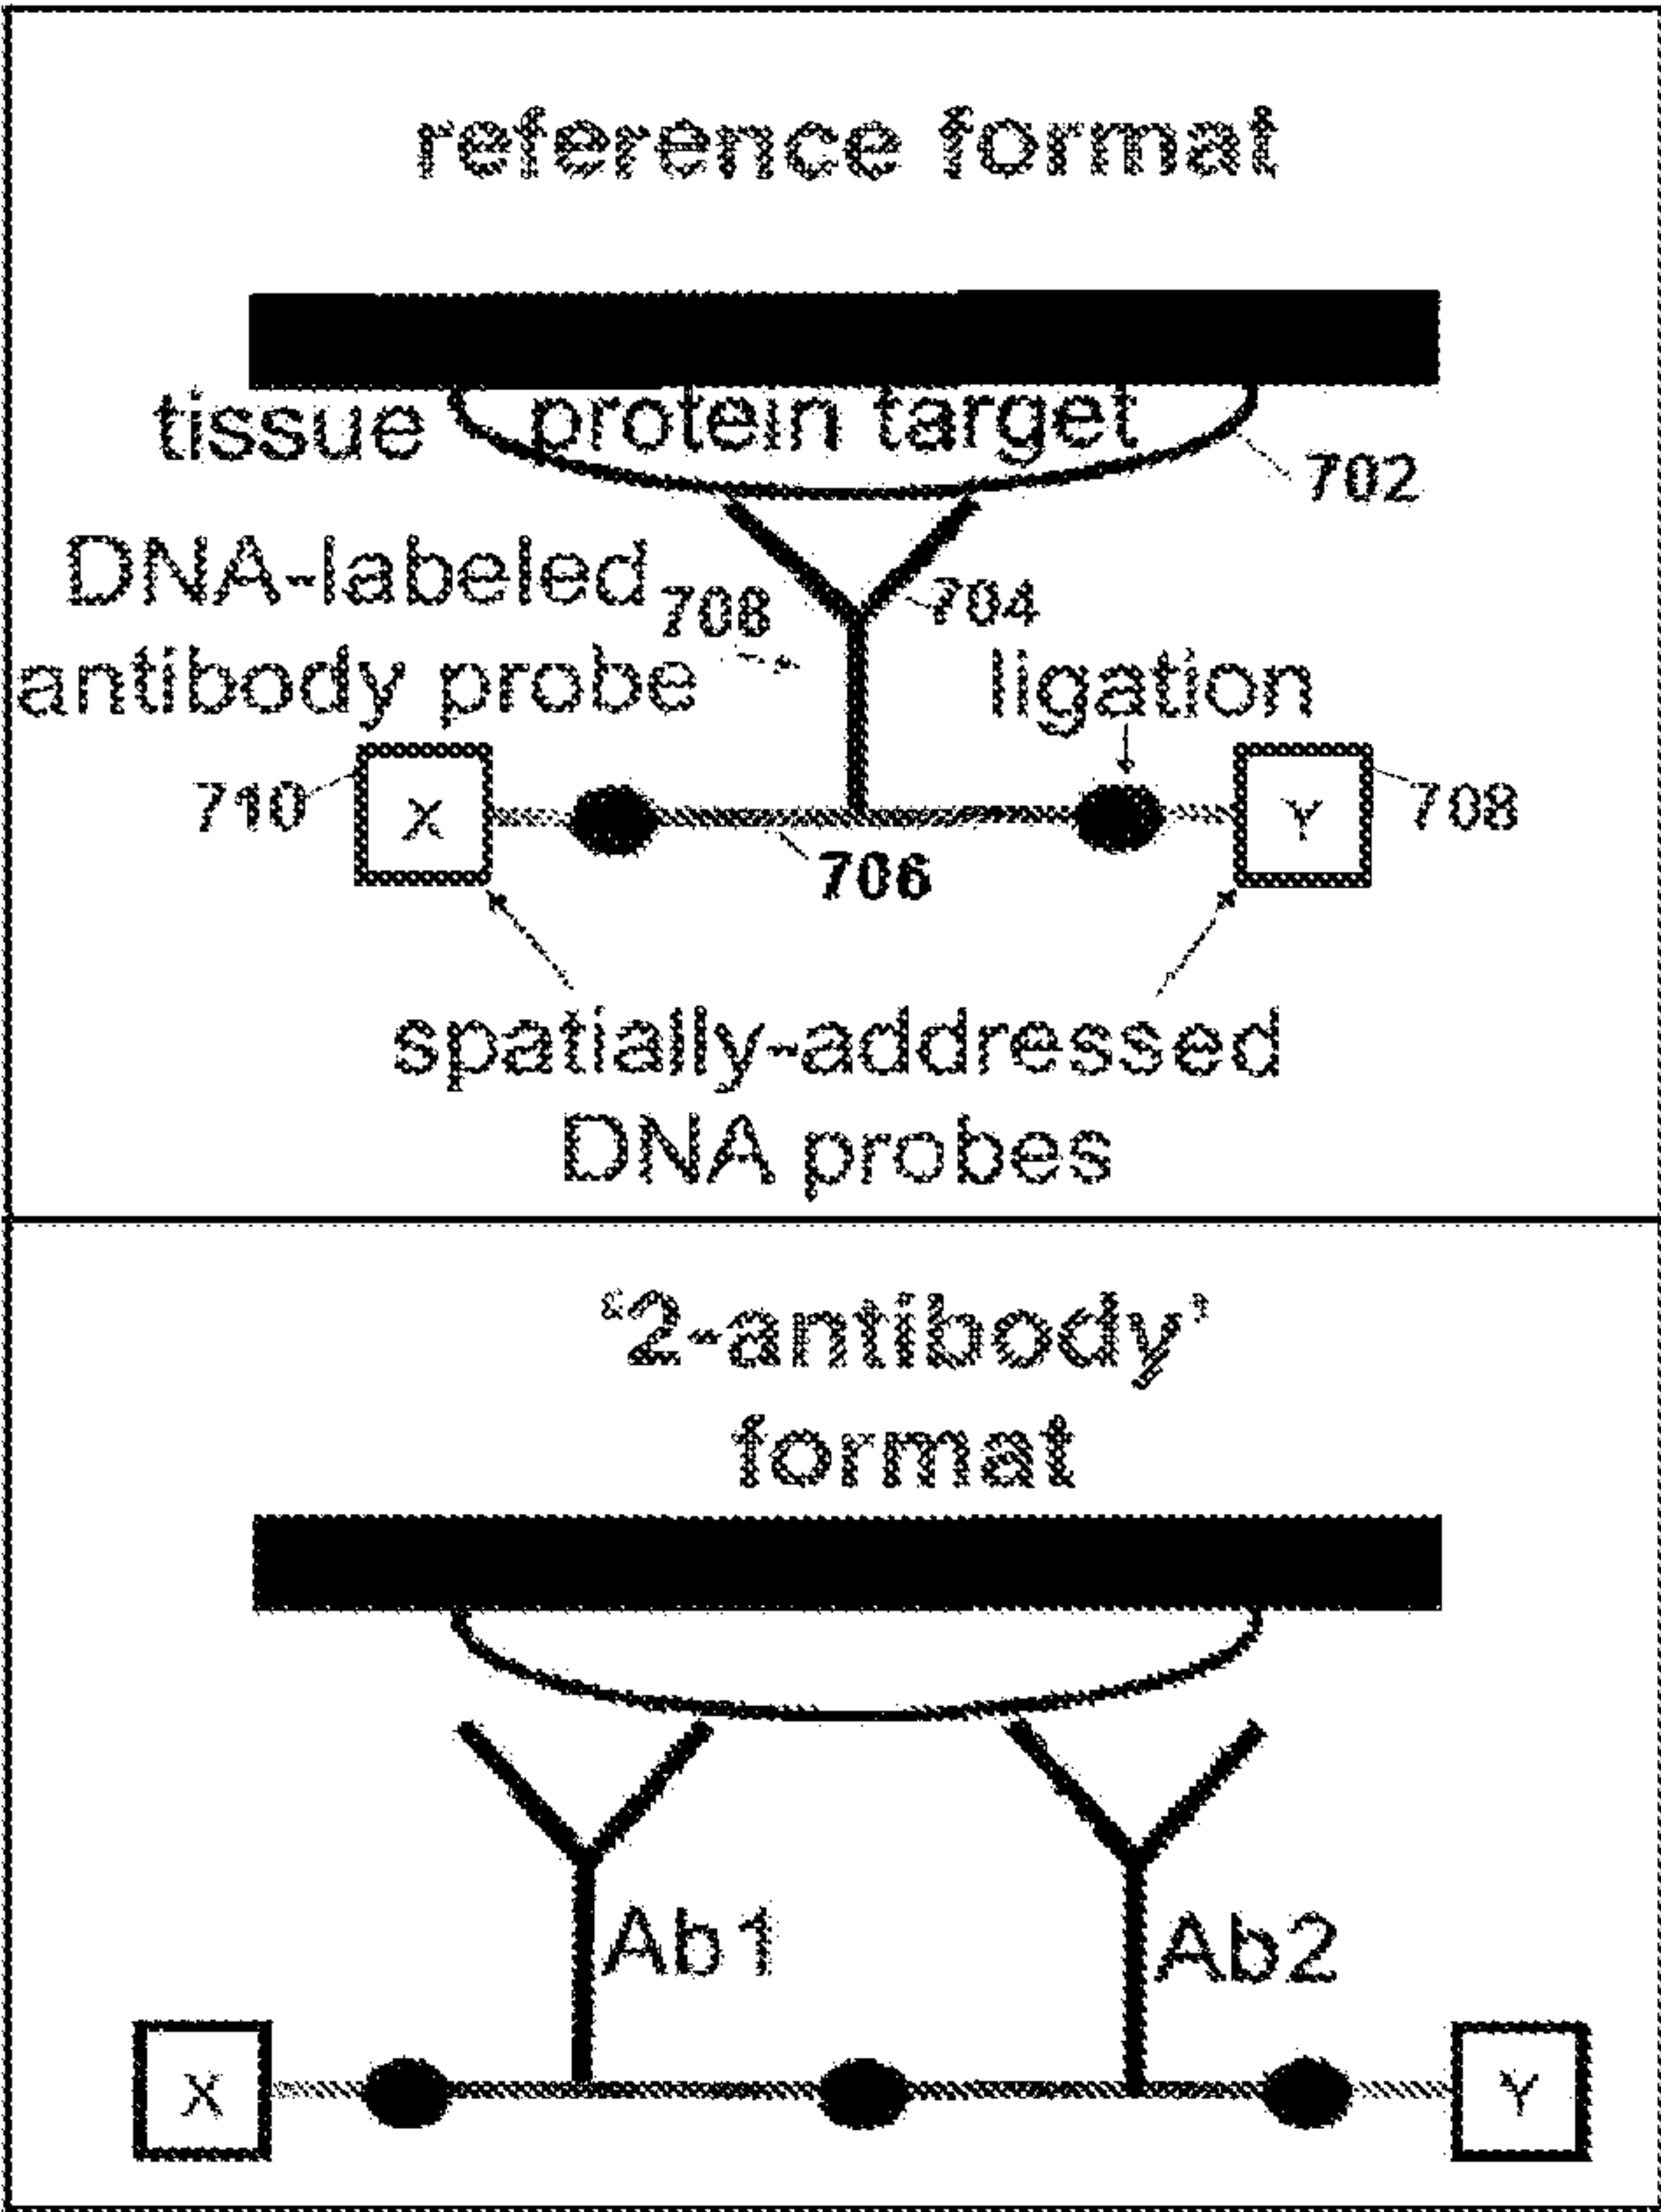 reference format
tissue protein target
702
DNA-labeled
708
704
antibody probe
ligation
710
X
Y
708
706
spatially-addressed
DNA probes
‘2-antibody’
format
Ab1
Ab2
X
Y